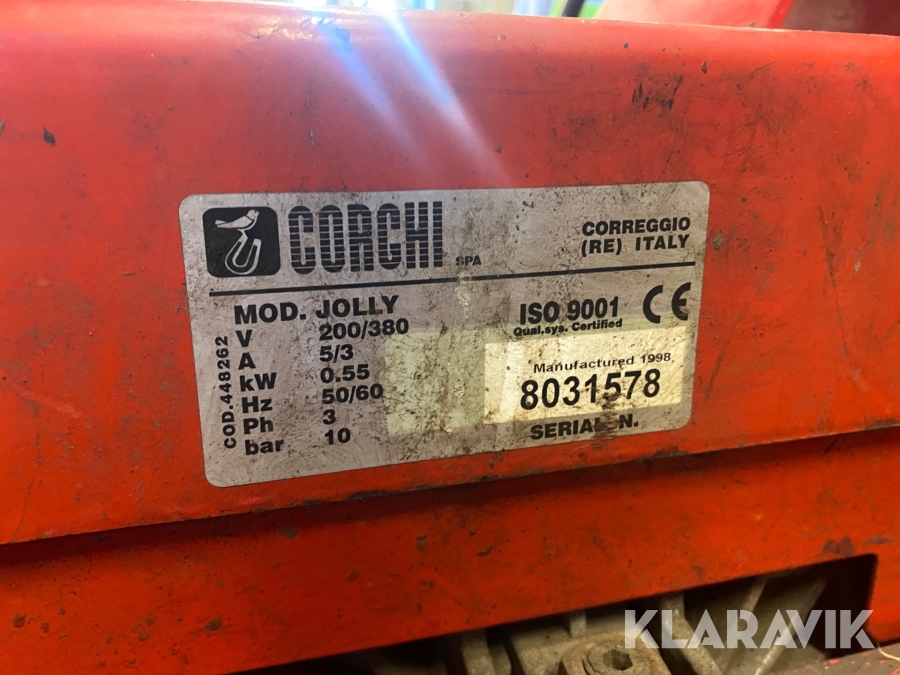 CORGHI SPA
CORREGGIO
(RE) ITALY
MOD. JOLLY
V 200/380
A 5/3
kW 0.55
Hz 50/60
Ph 3
bar 10
COD.448262
ISO 9001
Qual.sys. Certified
CE
Manufactured 1998
8031578
SERIAL N.
KLARAVIK